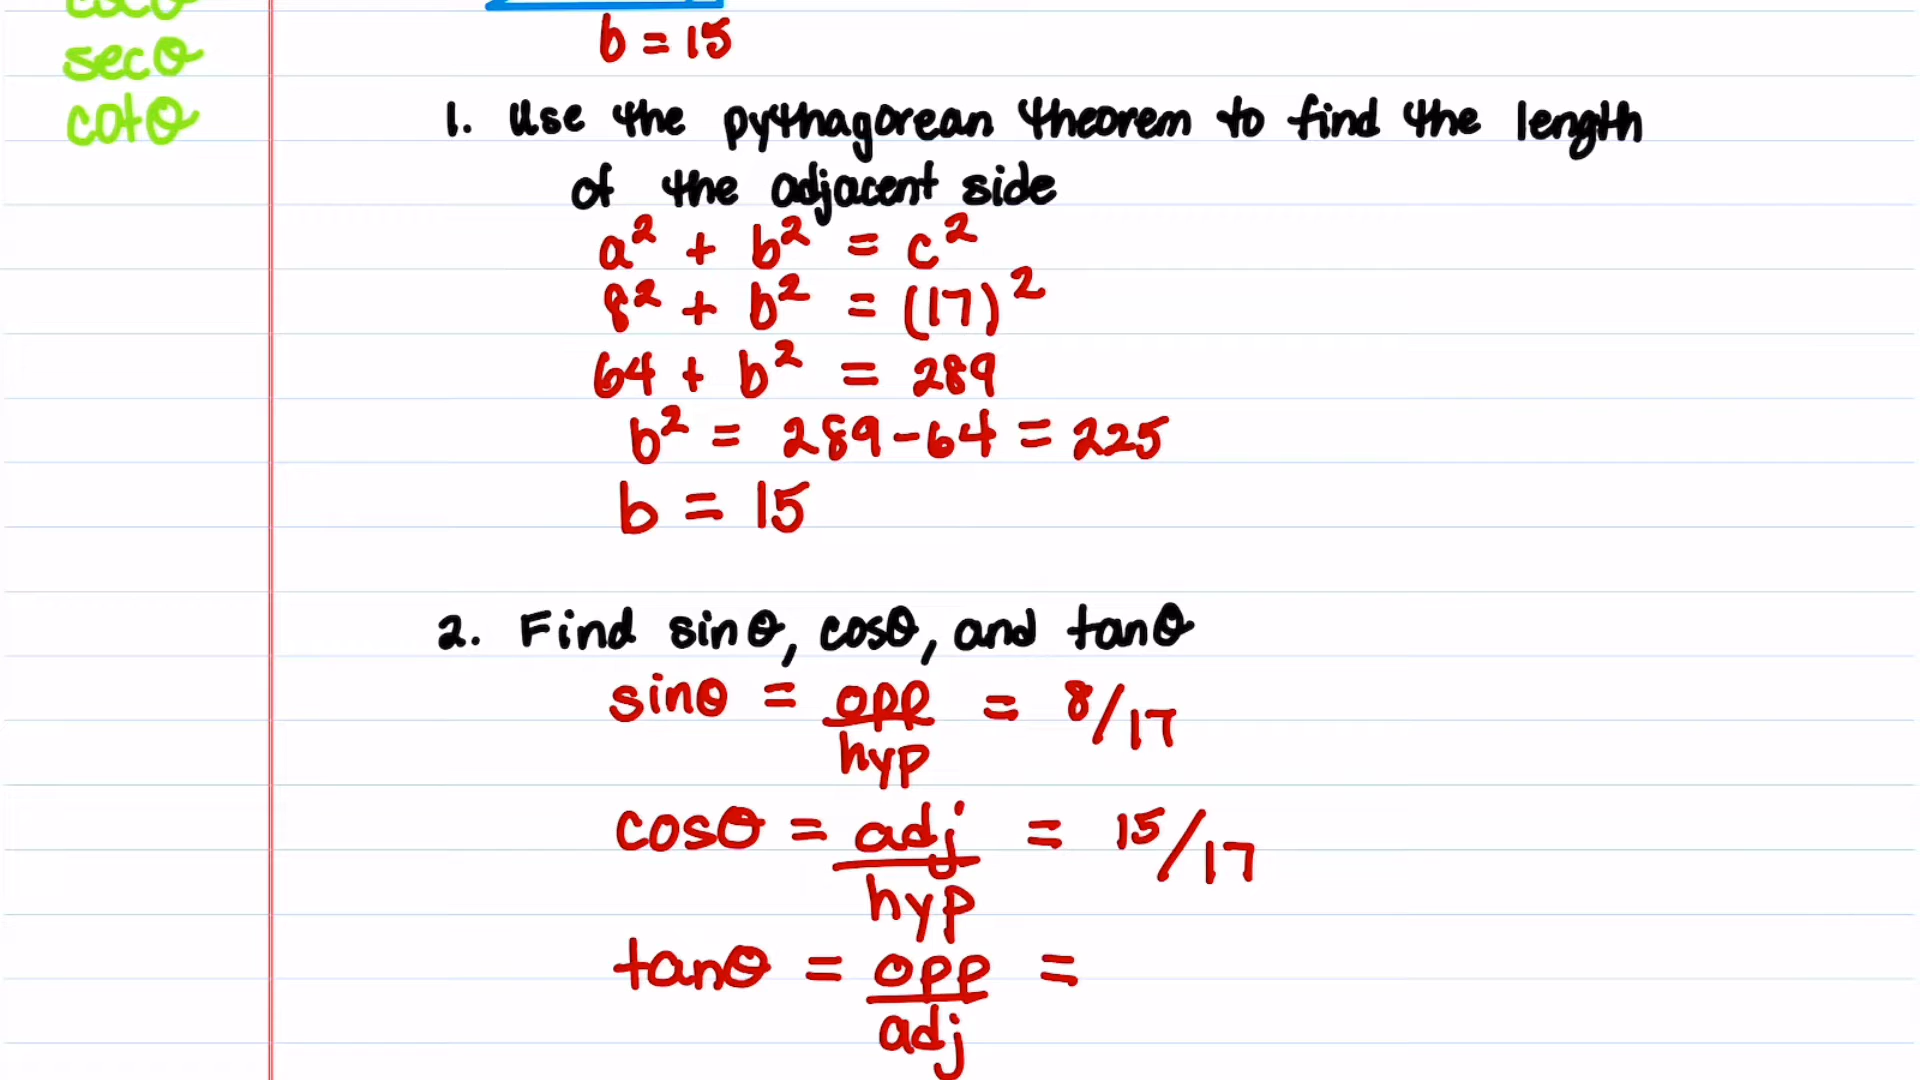 cscθ
b = 15
secθ
cotθ
1. Use the pythagorean theorem to find the length
of the adjacent side
a² + b² = c²
8² + b² = (17)²
64 + b² = 289
b² = 289 - 64 = 225
b = 15
2. Find sinθ, cosθ, and tanθ
sinθ = opp/hyp = 8/17
cosθ = adj/hyp = 15/17
tanθ = opp/adj =